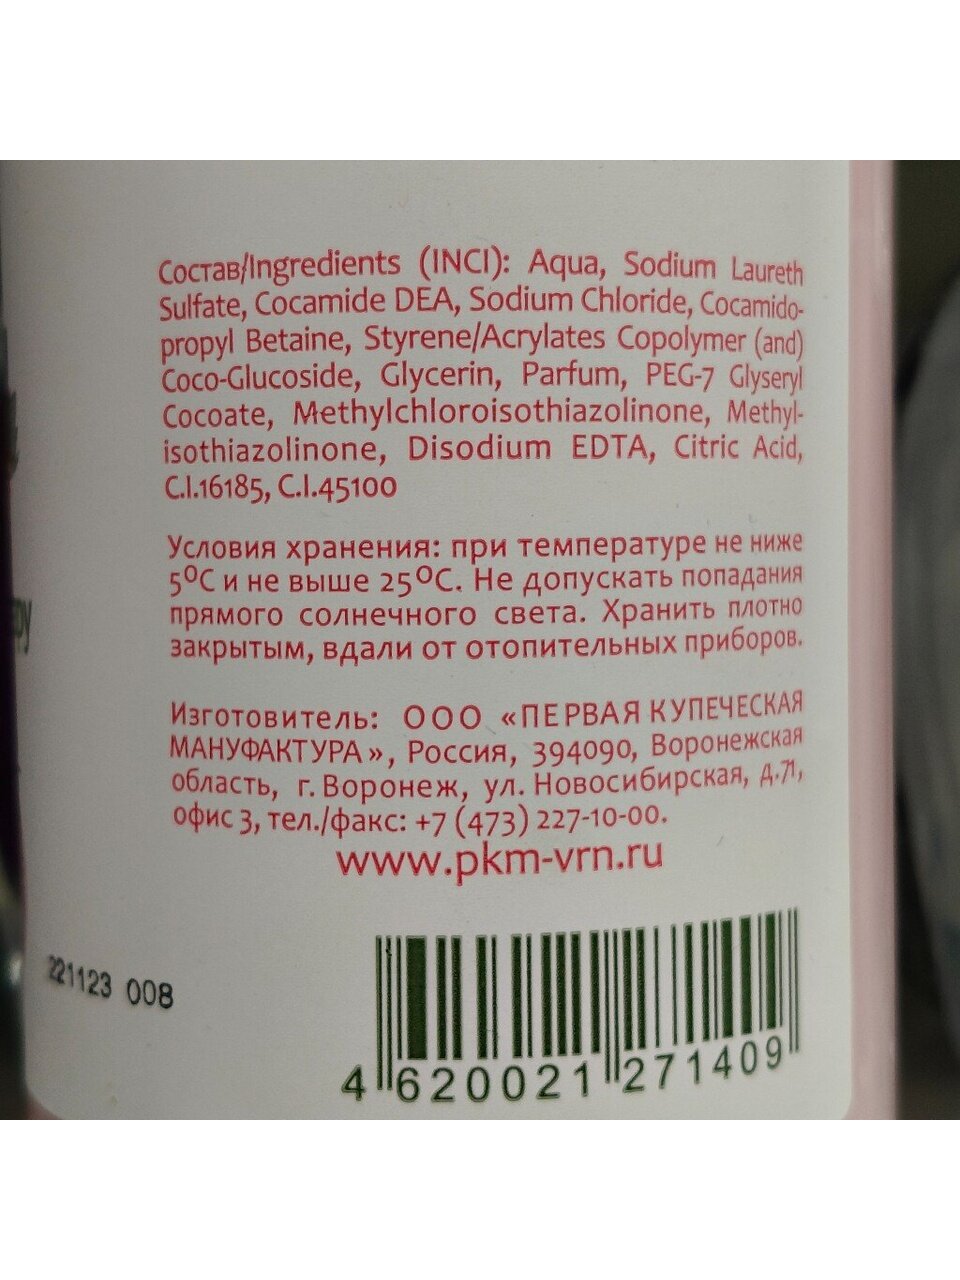 Состав/Ingredients (INCI): Aqua, Sodium Laureth
Sulfate, Cocamide DEA, Sodium Chloride, Cocamido-
propyl Betaine, Styrene/Acrylates Copolymer (and)
Coco-Glucoside, Glycerin, Parfum, PEG-7 Glyseryl
Cocoate, Methylchloroisothiazolinone, Methyl-
isothiazolinone, Disodium EDTA, Citric Acid,
C.I.16185, C.I.45100
Условия хранения: при температуре не ниже
5ºС и не выше 25ºС. Не допускать попадания
прямого солнечного света. Хранить плотно
закрытым, вдали от отопительных приборов.
Изготовитель: ООО «ПЕРВАЯ КУПЕЧЕСКАЯ
МАНУФАКТУРА», Россия, 394090, Воронежская
область, г. Воронеж, ул. Новосибирская, д.71,
офис 3, тел./факс: +7 (473) 227-10-00.
www.pkm-vrn.ru
221123 008
4 620021 271409